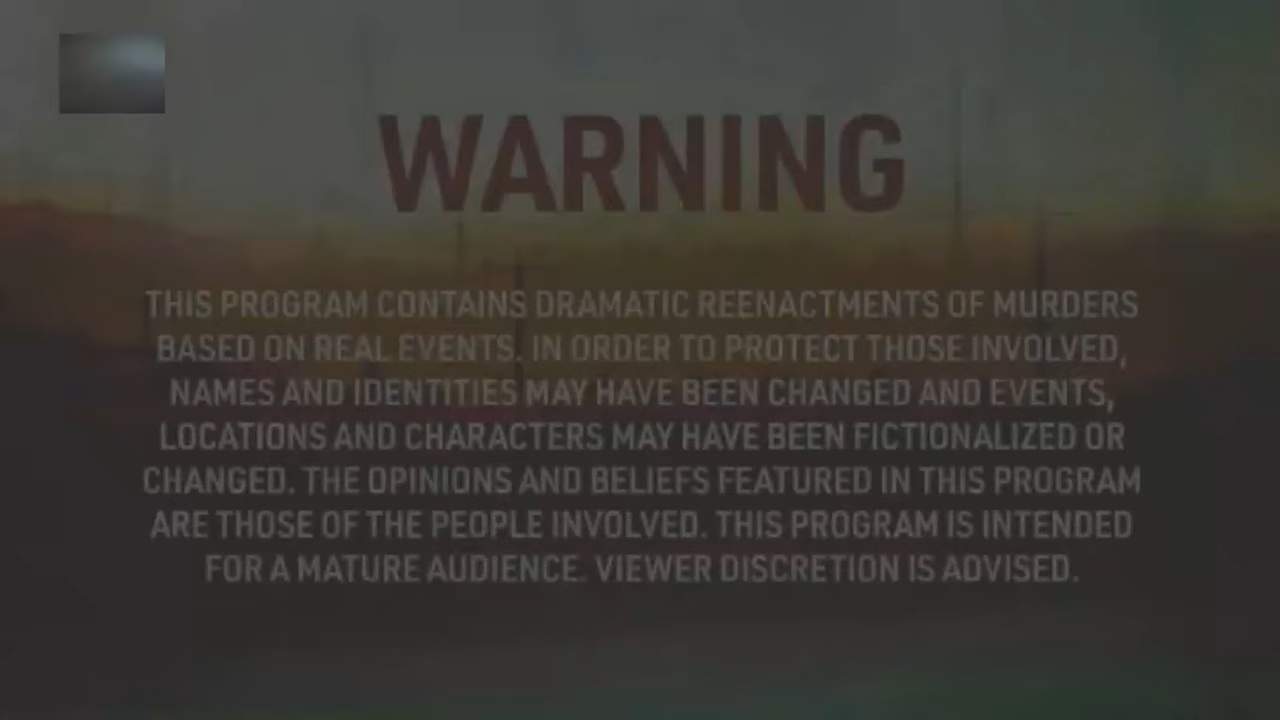 WARNING
THIS PROGRAM CONTAINS DRAMATIC REENACTMENTS OF MURDERS
BASED ON REAL EVENTS. IN ORDER TO PROTECT THOSE INVOLVED,
NAMES AND IDENTITIES MAY HAVE BEEN CHANGED AND EVENTS,
LOCATIONS AND CHARACTERS MAY HAVE BEEN FICTIONALIZED OR
CHANGED. THE OPINIONS AND BELIEFS FEATURED IN THIS PROGRAM
ARE THOSE OF THE PEOPLE INVOLVED. THIS PROGRAM IS INTENDED
FOR A MATURE AUDIENCE. VIEWER DISCRETION IS ADVISED.